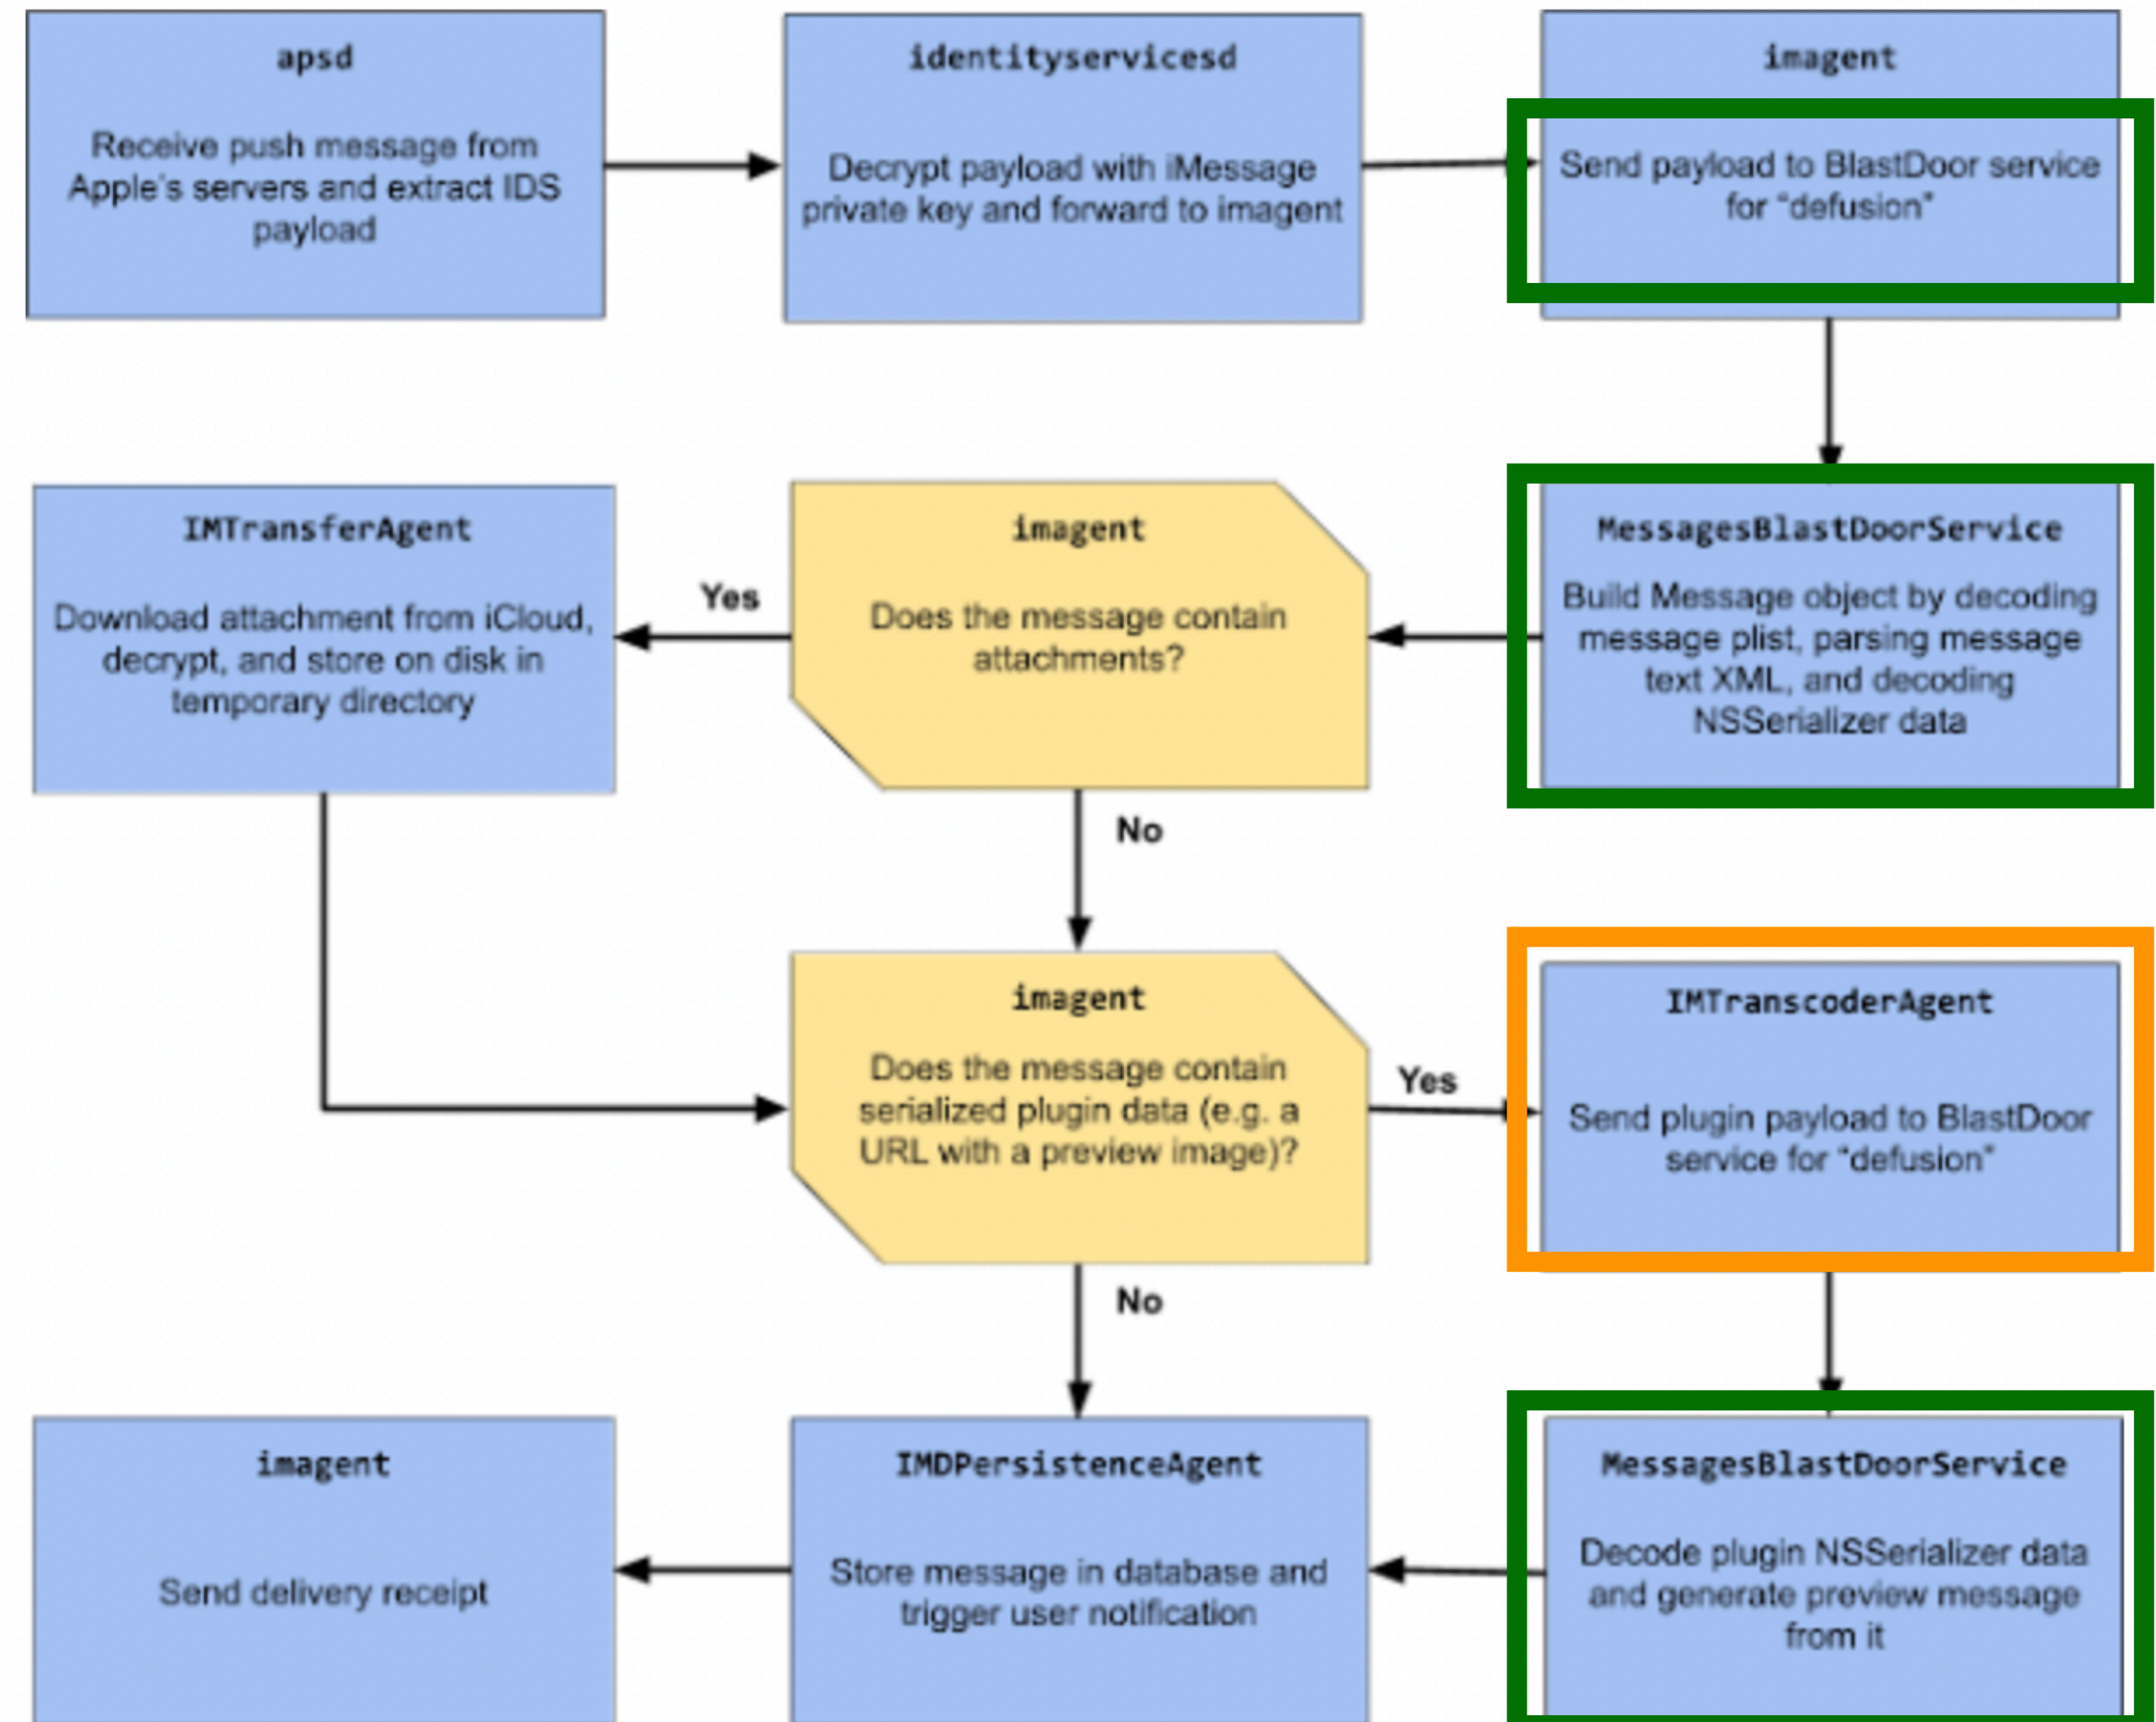 apsd
Receive push message from
Apple's servers and extract IDS
payload
identityservicesd
Decrypt payload with iMessage
private key and forward to imagent
imagent
Send payload to BlastDoor service
for “defusion”
IMTransferAgent
Download attachment from iCloud,
decrypt, and store on disk in
temporary directory
Yes
imagent
Does the message contain
attachments?
No
MessagesBlastDoorService
Build Message object by decoding
message plist, parsing message
text XML, and decoding
NSSerializer data
imagent
Does the message contain
serialized plugin data (e.g. a
URL with a preview image)?
Yes
No
IMTranscoderAgent
Send plugin payload to BlastDoor
service for “defusion”
imagent
Send delivery receipt
IMDPersistenceAgent
Store message in database and
trigger user notification
MessagesBlastDoorService
Decode plugin NSSerializer data
and generate preview message
from it